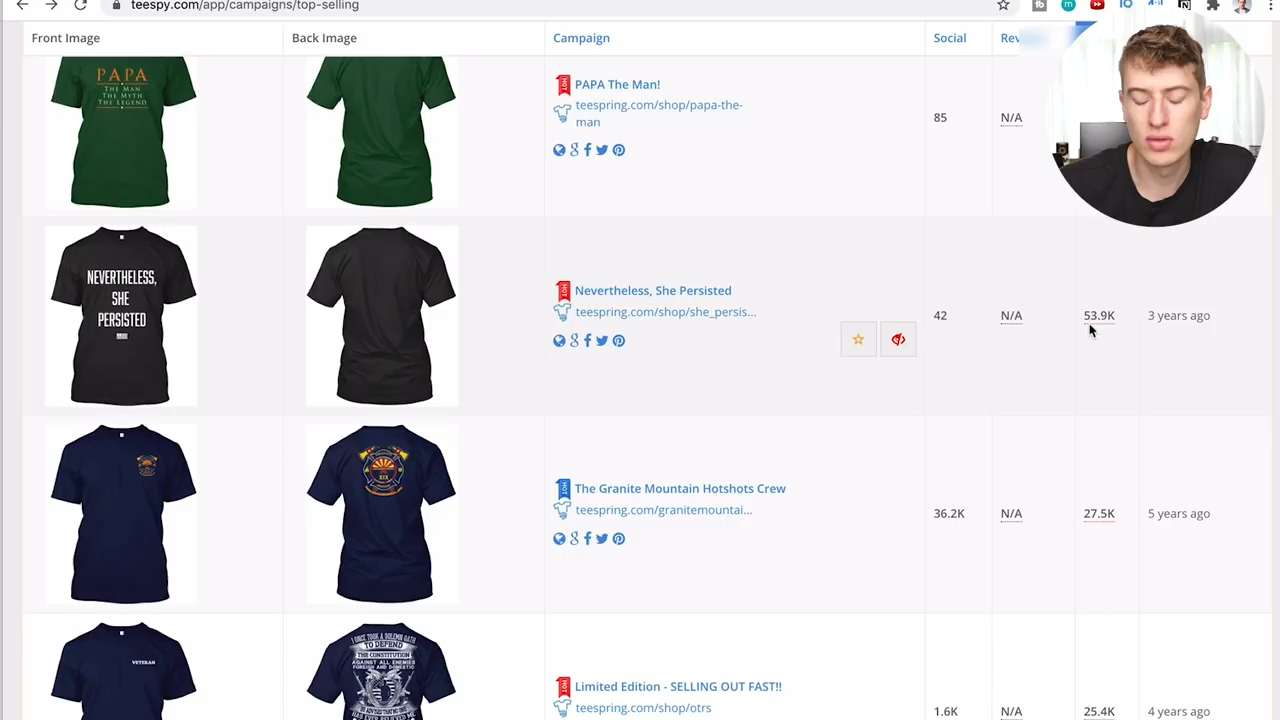 teespy.com/app/campaigns/top-selling
Front Image
Back Image
Campaign
Social
Rev
PAPA
THE MAN
THE MYTH
THE LEGEND
PAPA The Man!
teespring.com/shop/papa-the-
man
85
N/A
NEVERTHELESS,
SHE
PERSISTED
HOT
Nevertheless, She Persisted
teespring.com/shop/she_persis...
42
N/A
53.9K
3 years ago
HOT
The Granite Mountain Hotshots Crew
teespring.com/granitemountai...
36.2K
N/A
27.5K
5 years ago
VETERAN
I ONCE TOOK A SOLEMN OATH
TO DEFEND
THE CONSTITUTION
AGAINST ALL ENEMIES
FOREIGN AND DOMESTIC
HOT
Limited Edition - SELLING OUT FAST!!
teespring.com/shop/otrs
1.6K
N/A
25.4K
4 years ago